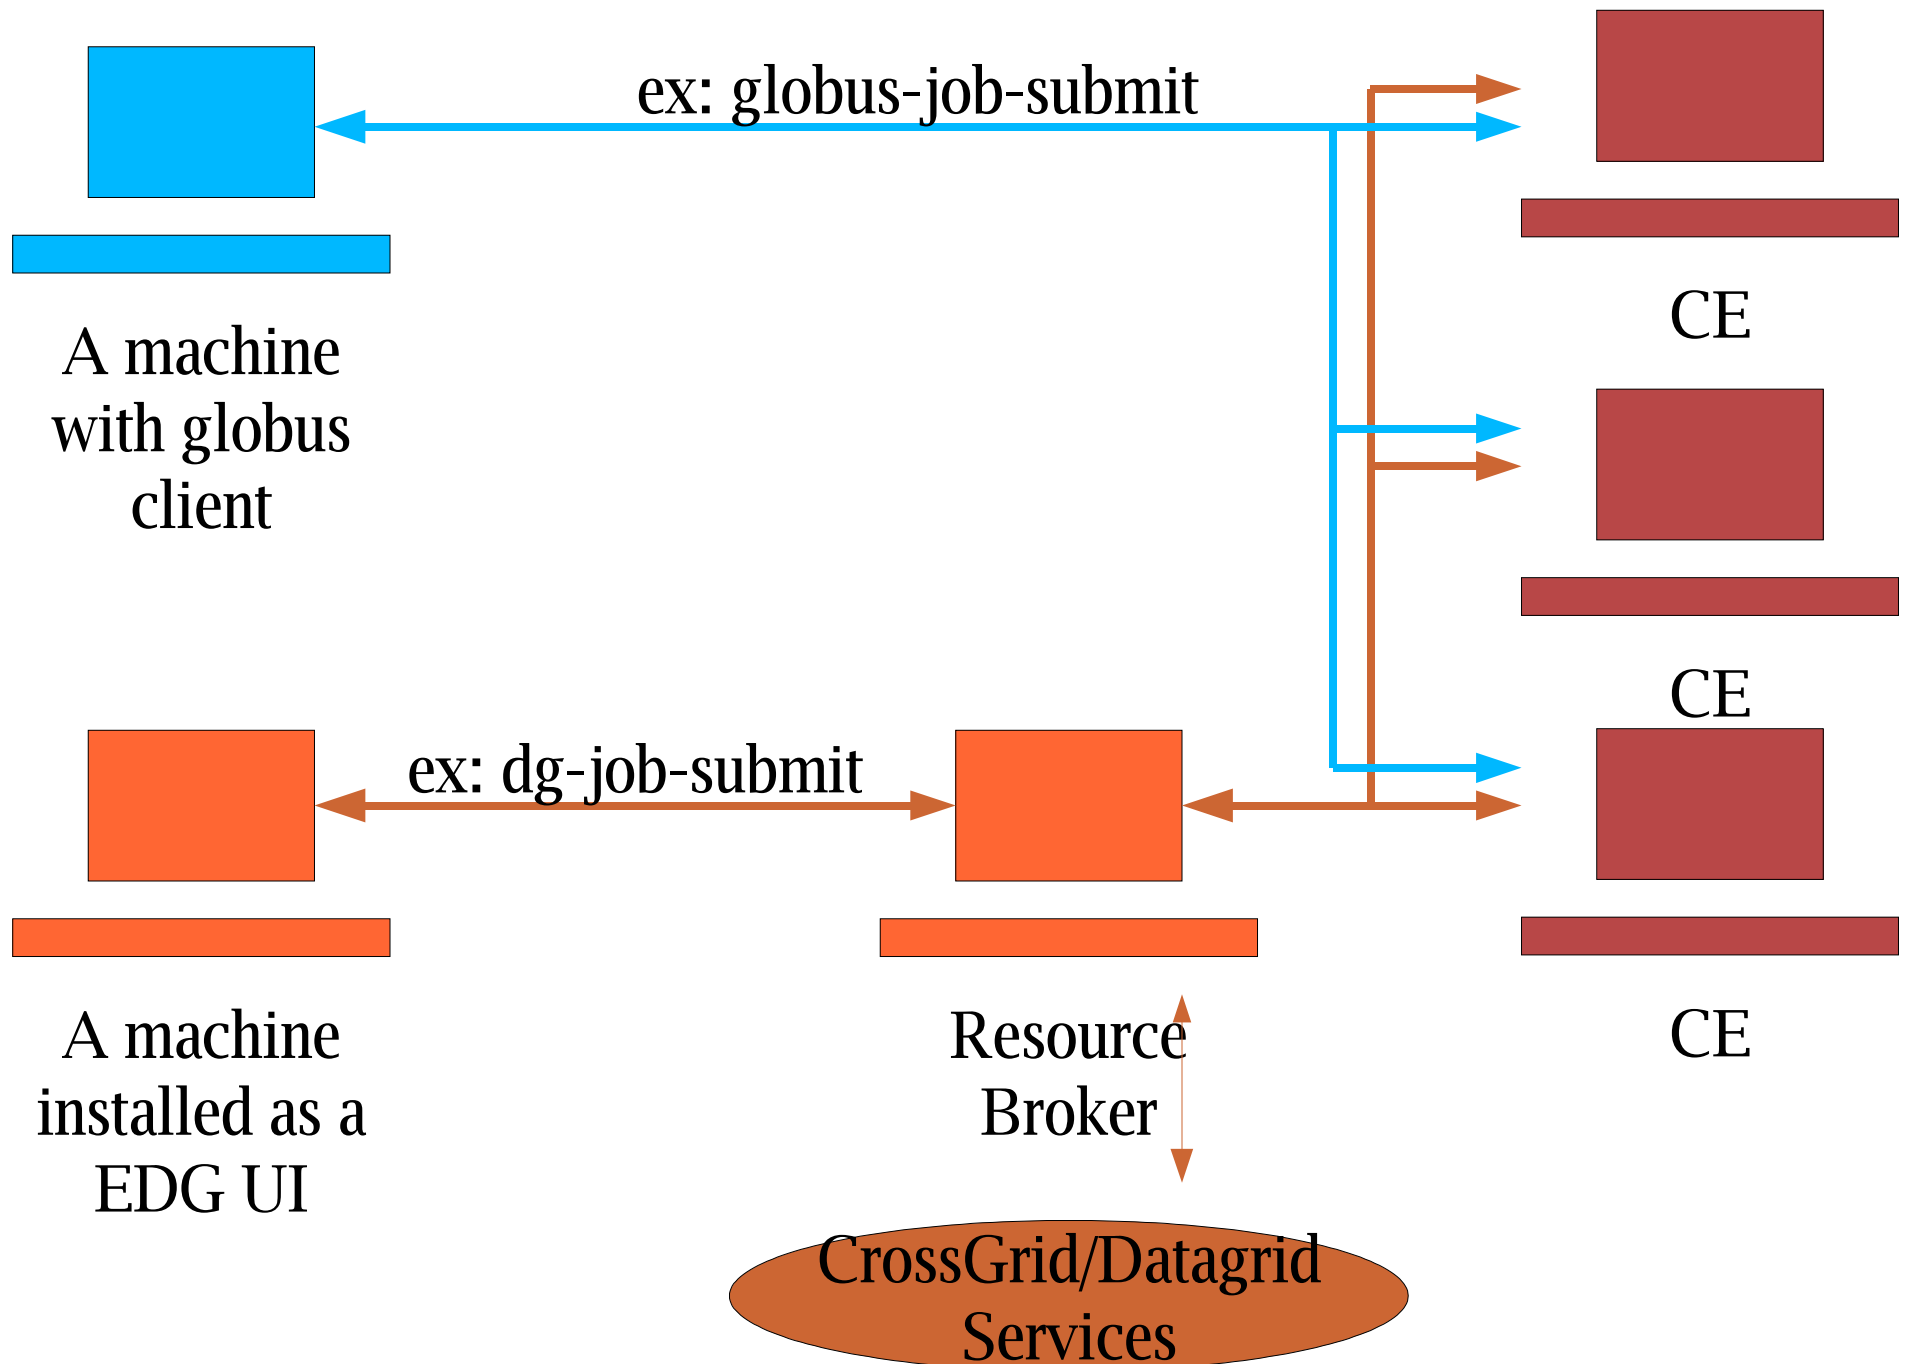 ex: globus-job-submit
A machine
with globus
client
CE
CE
ex: dg-job-submit
A machine
installed as a
EDG UI
Resource
Broker
CE
CrossGrid/Datagrid
Services